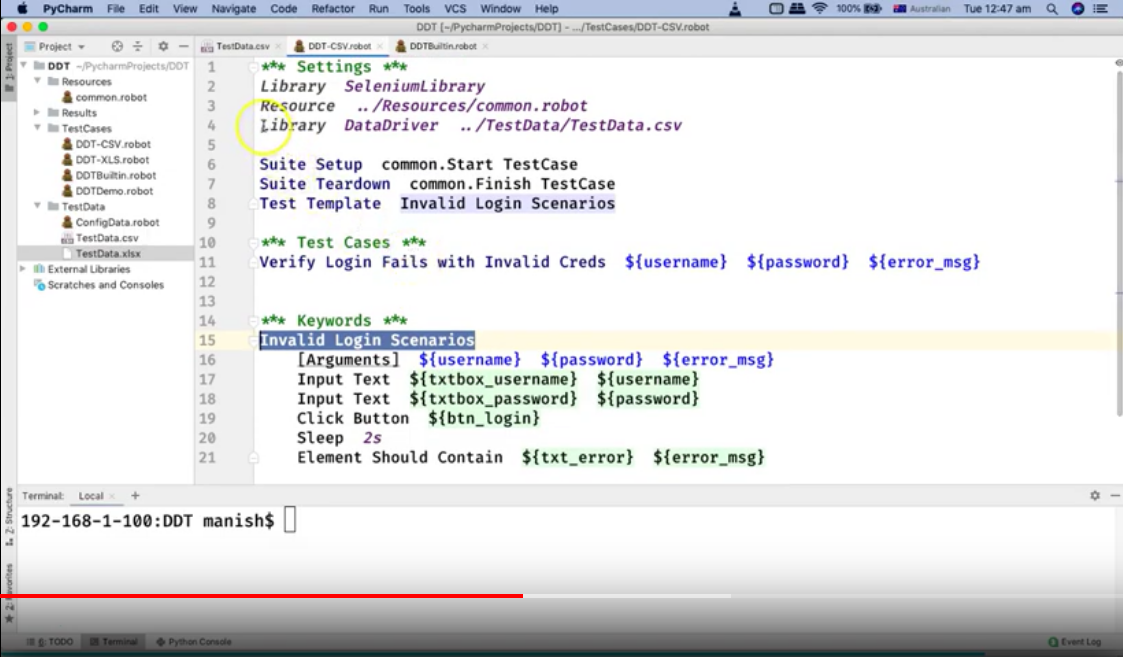 PyCharm File Edit View Navigate Code Refactor Run Tools VCS Window Help 100% Australian Tue 12:47 am
DDT [~/PycharmProjects/DDT] - .../TestCases/DDT-CSV.robot
Project
TestData.csv DDT-CSV.robot DDTBuiltin.robot
1: Project
DDT ~/PycharmProjects/DDT
Resources
common.robot
Results
TestCases
DDT-CSV.robot
DDT-XLS.robot
DDTBuiltin.robot
DDTDemo.robot
TestData
ConfigData.robot
TestData.csv
TestData.xlsx
External Libraries
Scratches and Consoles
1 *** Settings ***
2 Library SeleniumLibrary
3 Resource ../Resources/common.robot
4 Library DataDriver ../TestData/TestData.csv
5
6 Suite Setup common.Start TestCase
7 Suite Teardown common.Finish TestCase
8 Test Template Invalid Login Scenarios
9
10 *** Test Cases ***
11 Verify Login Fails with Invalid Creds ${username} ${password} ${error_msg}
12
13
14 *** Keywords ***
15 Invalid Login Scenarios
16 [Arguments] ${username} ${password} ${error_msg}
17 Input Text ${txtbox_username} ${username}
18 Input Text ${txtbox_password} ${password}
19 Click Button ${btn_login}
20 Sleep 2s
21 Element Should Contain ${txt_error} ${error_msg}
Z: Structure
2: Favorites
Terminal: Local +
192-168-1-100:DDT manish$
6: TODO Terminal Python Console Event Log